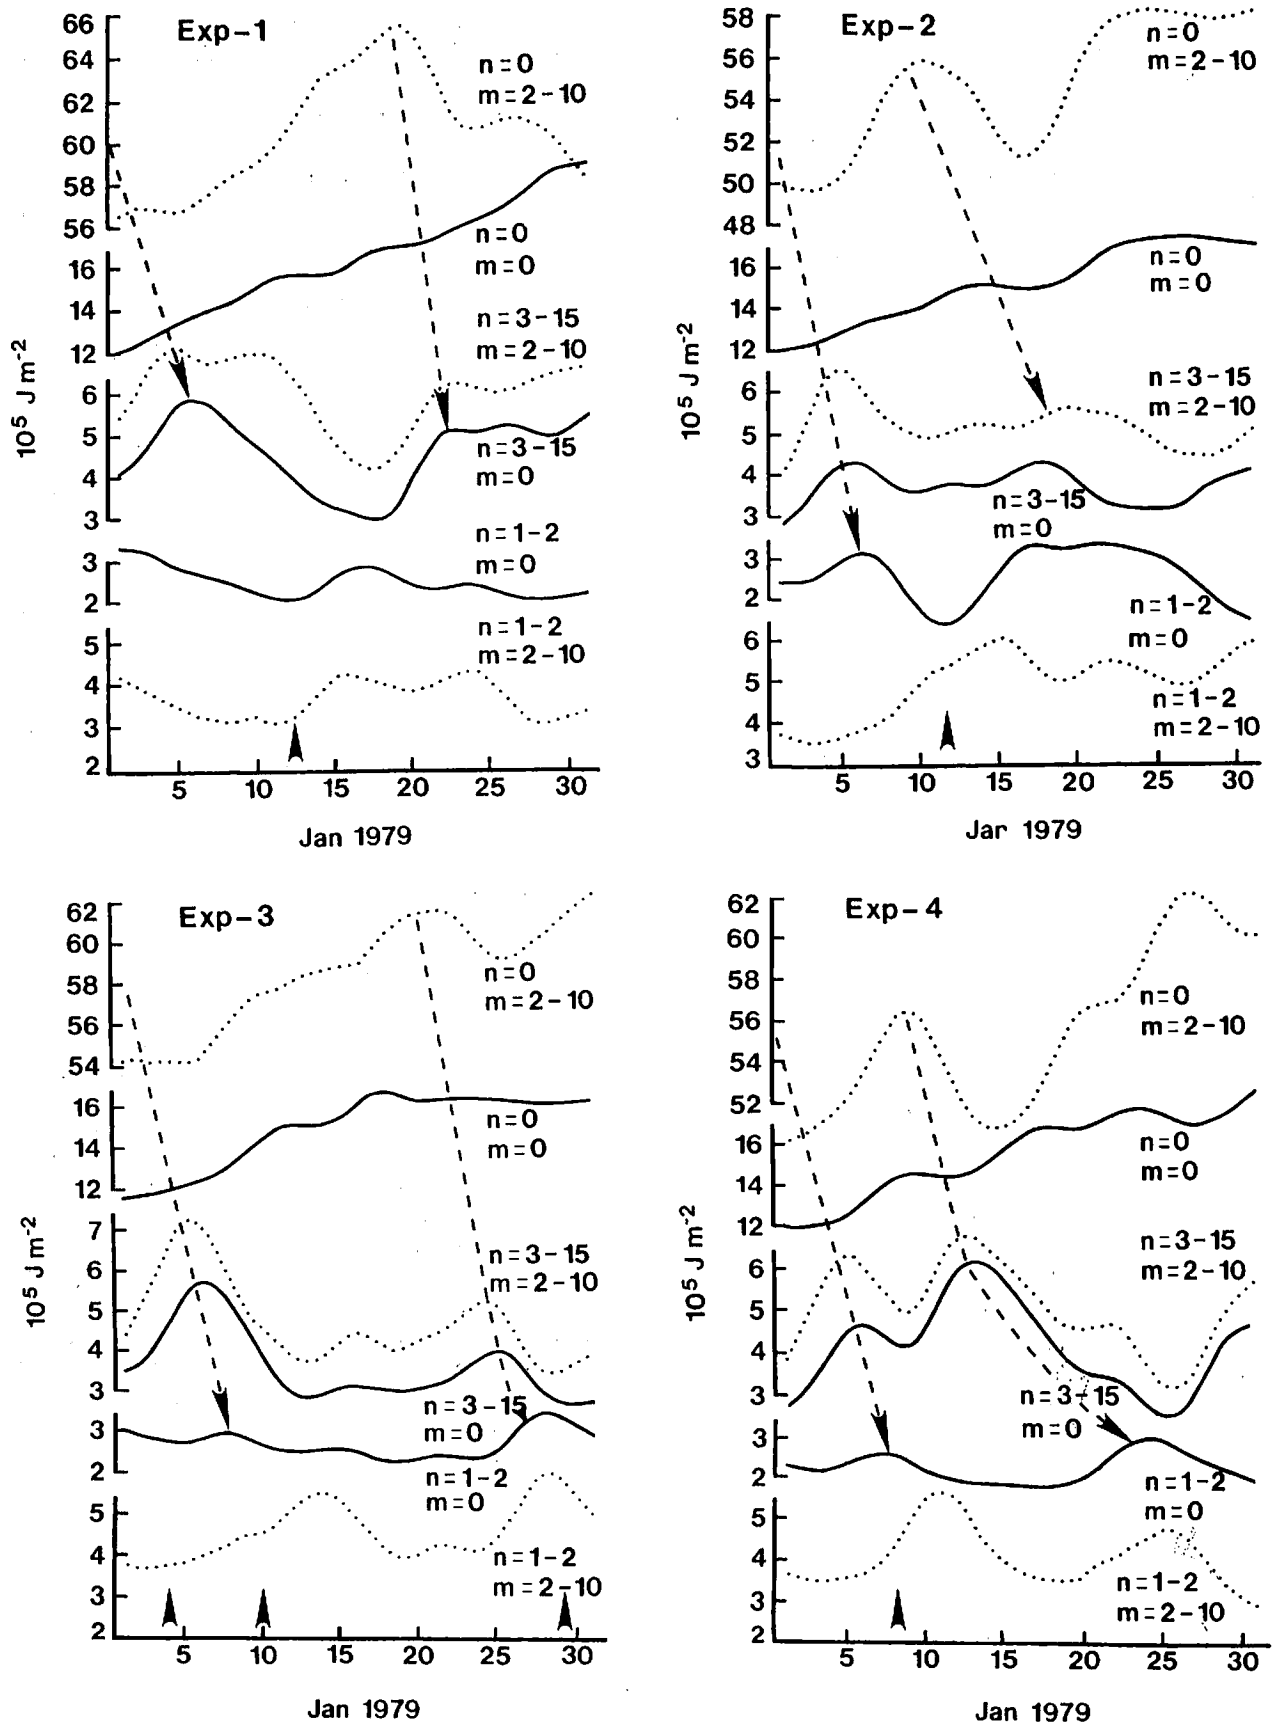 Exp-1
66
64
62
60
58
56
16
14
12
6
5
4
3
3
2
5
4
3
2
10⁵ J m⁻²
n=0
m=2-10
n=0
m=0
n=3-15
m=2-10
n=3-15
m=0
n=1-2
m=0
n=1-2
m=2-10
5 10 15 20 25 30
Jan 1979
Exp-2
58
56
54
52
50
48
16
14
12
6
5
4
3
3
2
6
5
4
3
10⁵ J m⁻²
n=0
m=2-10
n=0
m=0
n=3-15
m=2-10
n=3-15
m=0
n=1-2
m=0
n=1-2
m=2-10
5 10 15 20 25 30
Jar 1979
Exp-3
62
60
58
56
54
16
14
12
7
6
5
4
3
3
2
5
4
3
2
10⁵ J m⁻²
n=0
m=2-10
n=0
m=0
n=3-15
m=2-10
n=3-15
m=0
n=1-2
m=0
n=1-2
m=2-10
5 10 15 20 25 30
Jan 1979
Exp-4
62
60
58
56
54
52
16
14
12
6
5
4
3
3
2
5
4
3
2
10⁵ J m⁻²
n=0
m=2-10
n=0
m=0
n=3-15
m=2-10
n=3-15
m=0
n=1-2
m=0
n=1-2
m=2-10
5 10 15 20 25 30
Jan 1979